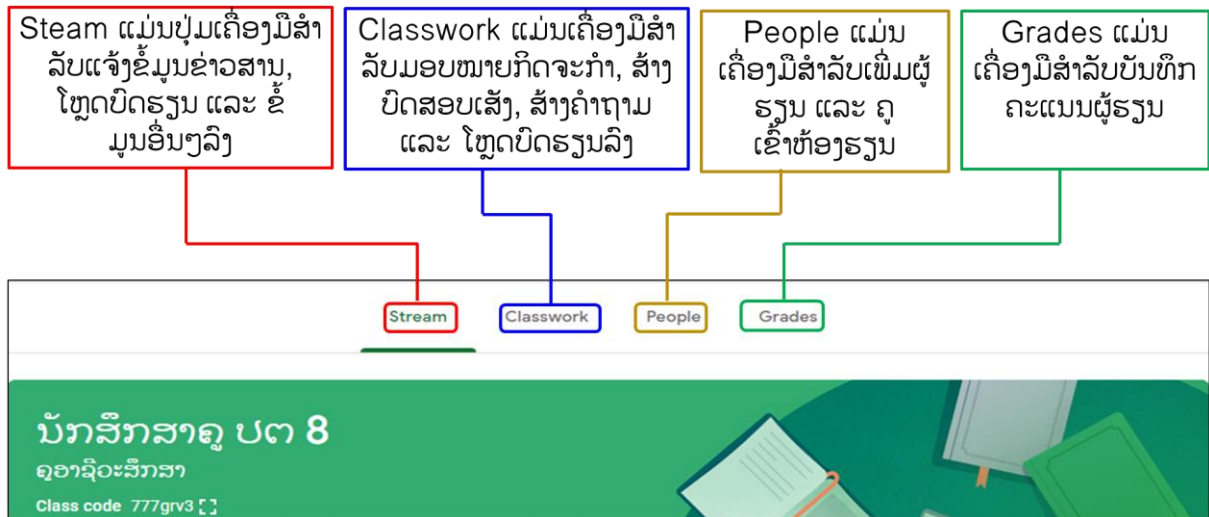 Steam ແມ່ນປຸ່ມເຄື່ອງມືສຳ
ລັບແຈ້ງຂໍ້ມູນຂ່າວສານ,
ໂຫຼດບົດຮຽນ ແລະ ຂໍ້
ມູນອື່ນໆລົງ
Classwork ແມ່ນເຄື່ອງມືສຳ
ລັບມອບໝາຍກິດຈະກຳ, ສ້າງ
ບົດສອບເສັງ, ສ້າງຄຳຖາມ
ແລະ ໂຫຼດບົດຮຽນລົງ
People ແມ່ນ
ເຄື່ອງມືສຳລັບເພີ່ມຜູ້
ຮຽນ ແລະ ຄູ
ເຂົ້າຫ້ອງຮຽນ
Grades ແມ່ນ
ເຄື່ອງມືສຳລັບບັນທຶກ
ຄະແນນຜູ້ຮຽນ
Stream Classwork People Grades
ນັກສຶກສາຄູ ປຕ 8
ຄູອາຊີວະສຶກສາ
Class code 777grv3